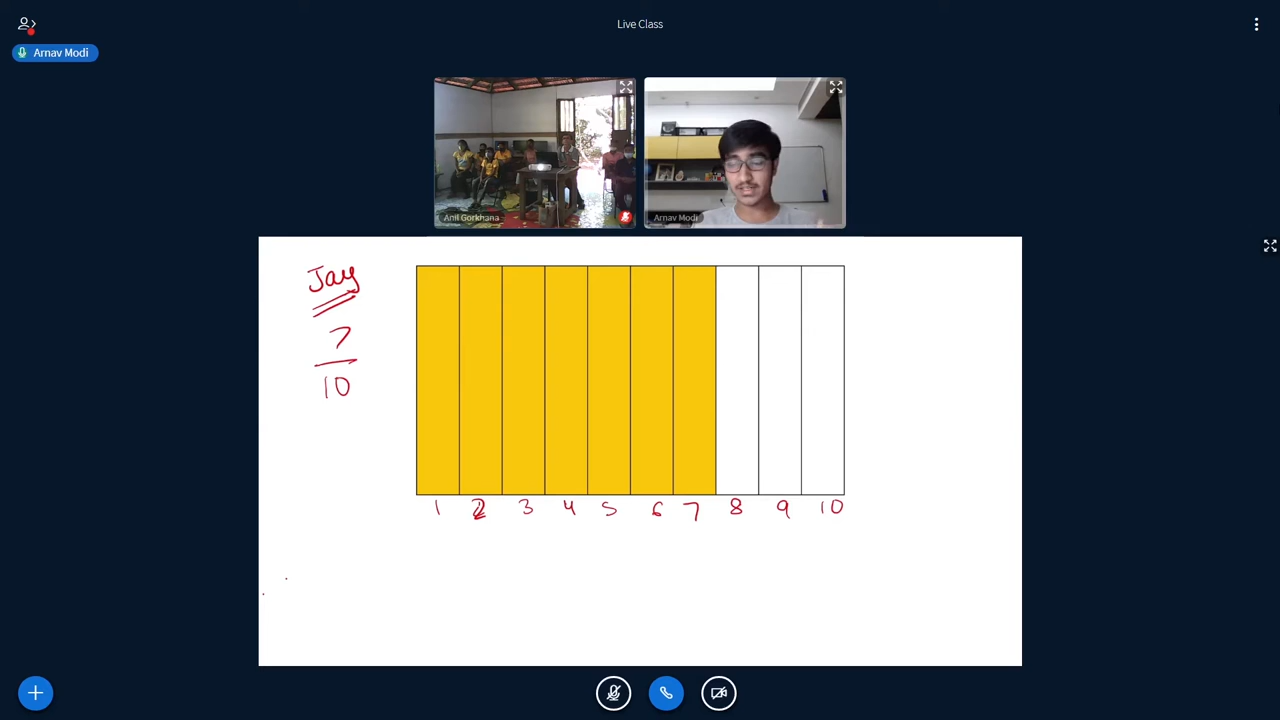 Live Class
Arnav Modi
Anil Gorkhana
Arnav Modi
Jay
7
10
1 2 3 4 5 6 7 8 9 10